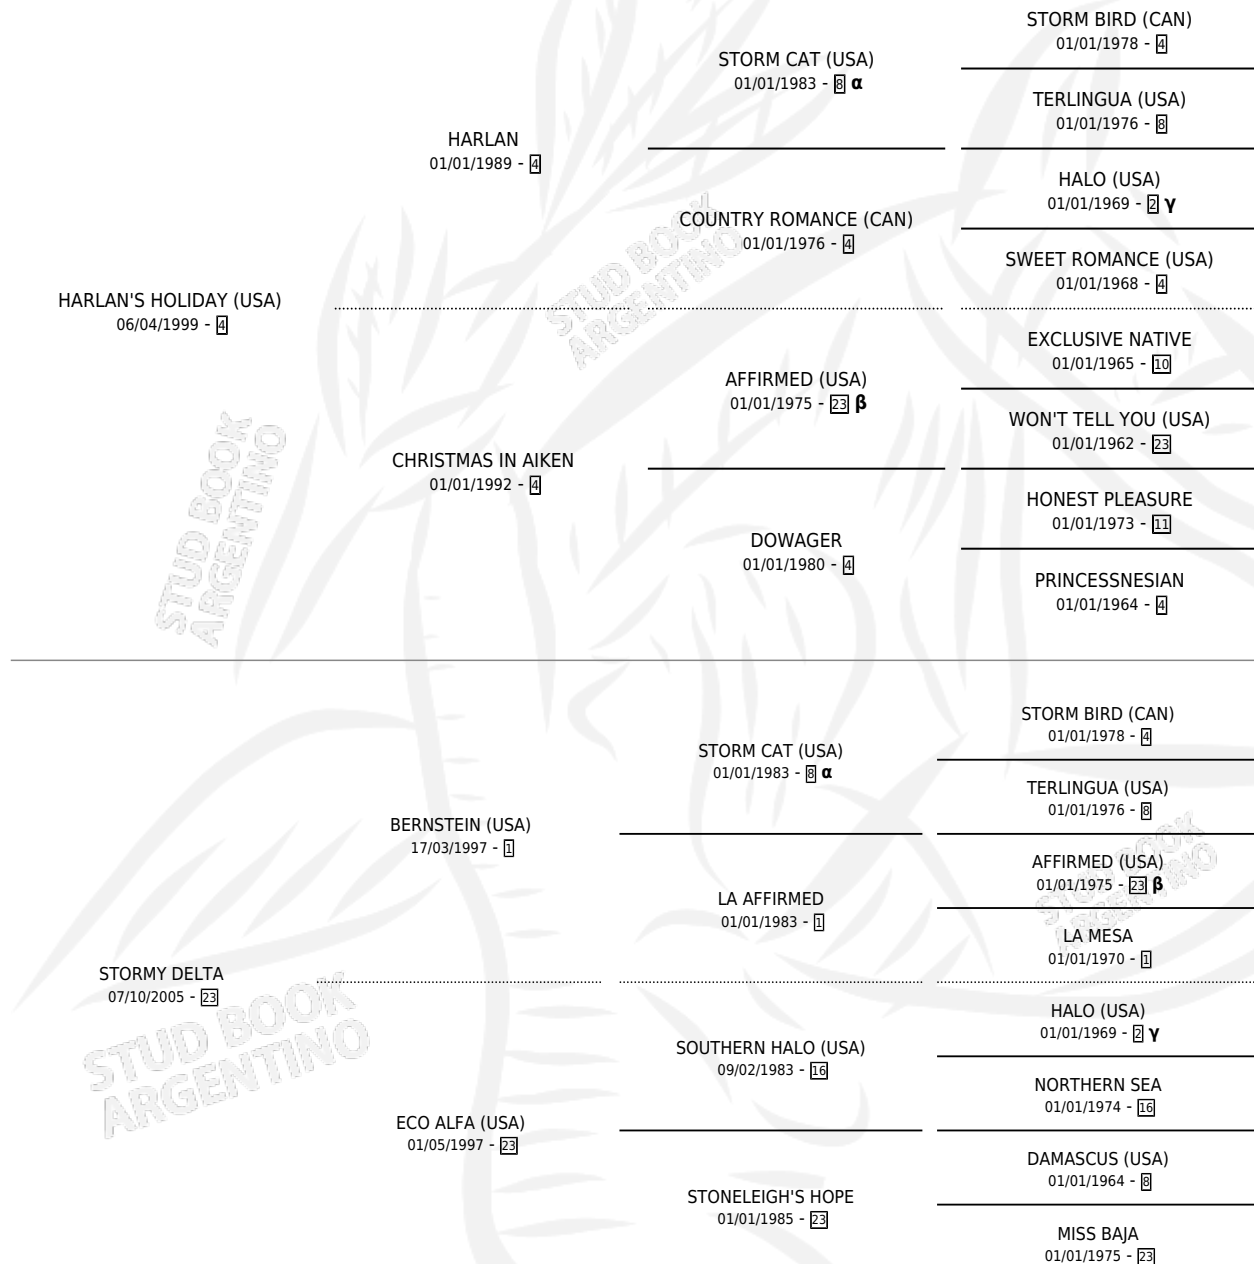 STORM BIRD (CAN)
01/01/1978 - 4
STORM CAT (USA)
01/01/1983 - 8 α
TERLINGUA (USA)
01/01/1976 - 8
HARLAN
01/01/1989 - 4
HALO (USA)
01/01/1969 - 2 γ
COUNTRY ROMANCE (CAN)
01/01/1976 - 4
SWEET ROMANCE (USA)
01/01/1968 - 4
HARLAN'S HOLIDAY (USA)
06/04/1999 - 4
EXCLUSIVE NATIVE
01/01/1965 - 10
AFFIRMED (USA)
01/01/1975 - 23 β
WON'T TELL YOU (USA)
01/01/1962 - 23
CHRISTMAS IN AIKEN
01/01/1992 - 4
HONEST PLEASURE
01/01/1973 - 11
DOWAGER
01/01/1980 - 4
PRINCESSNESIAN
01/01/1964 - 4
STORM BIRD (CAN)
01/01/1978 - 4
STORM CAT (USA)
01/01/1983 - 8 α
TERLINGUA (USA)
01/01/1976 - 8
BERNSTEIN (USA)
17/03/1997 - 1
AFFIRMED (USA)
01/01/1975 - 23 β
LA AFFIRMED
01/01/1983 - 1
LA MESA
01/01/1970 - 1
STORMY DELTA
07/10/2005 - 23
HALO (USA)
01/01/1969 - 2 γ
SOUTHERN HALO (USA)
09/02/1983 - 16
NORTHERN SEA
01/01/1974 - 16
ECO ALFA (USA)
01/05/1997 - 23
DAMASCUS (USA)
01/01/1964 - 8
STONELEIGH'S HOPE
01/01/1985 - 23
MISS BAJA
01/01/1975 - 23
STUD BOOK
ARGENTINO
STUD BOOK
ARGENTINO
STUD BOOK
ARGENTINO
STUD BOOK
ARGENTINO